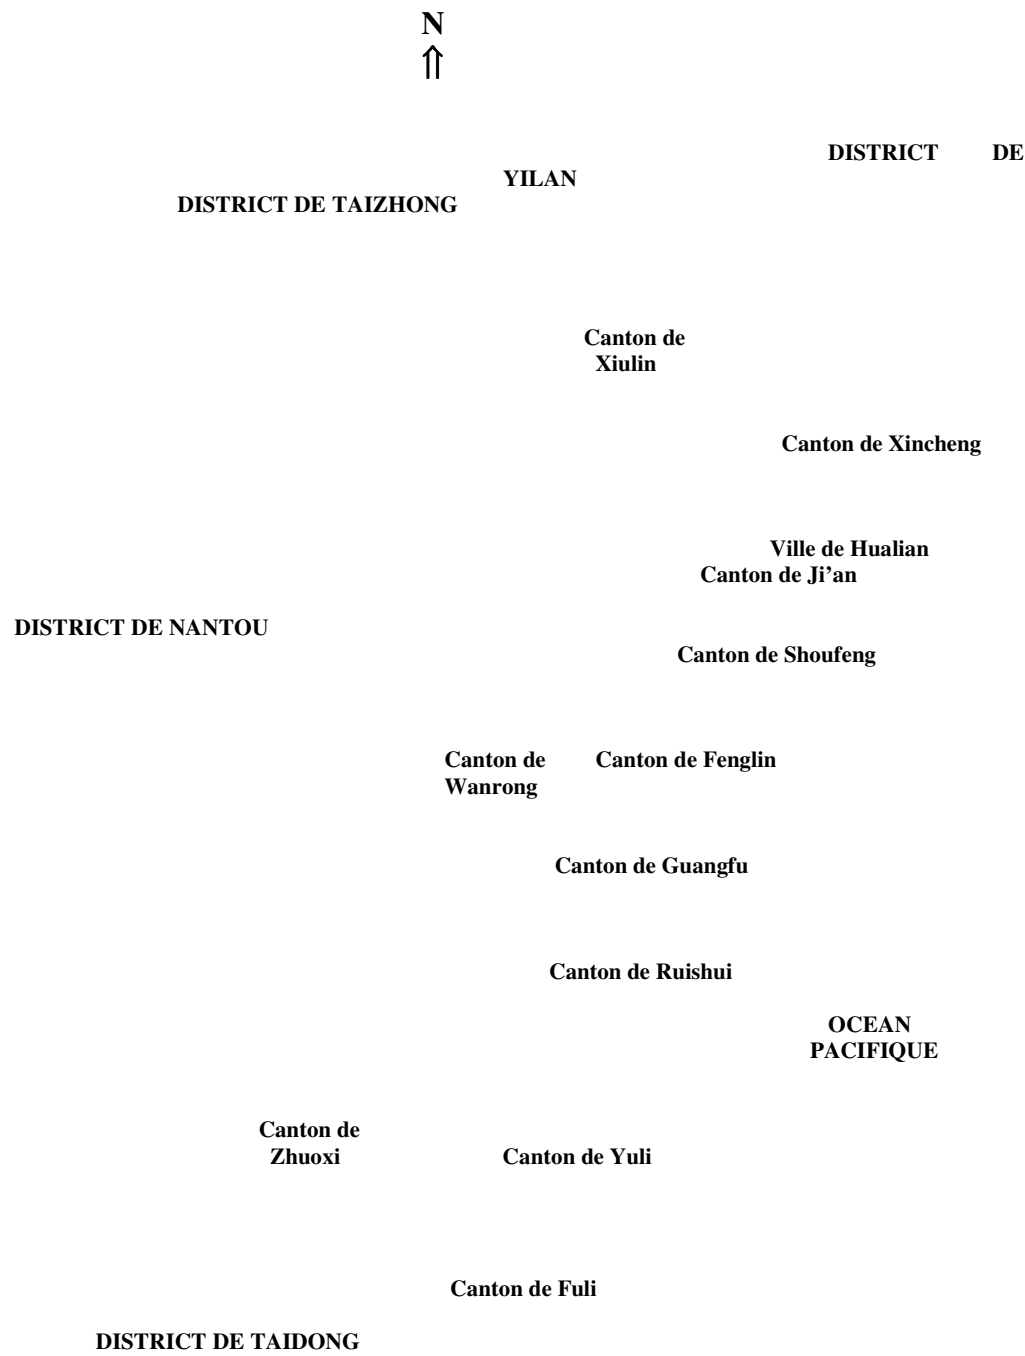 N
⇑
DISTRICT DE
YILAN
DISTRICT DE TAIZHONG
Canton de
Xiulin
Canton de Xincheng
Ville de Hualian
Canton de Ji’an
DISTRICT DE NANTOU
Canton de Shoufeng
Canton de Canton de Fenglin
Wanrong
Canton de Guangfu
Canton de Ruishui
OCEAN
PACIFIQUE
Canton de
Zhuoxi Canton de Yuli
Canton de Fuli
DISTRICT DE TAIDONG